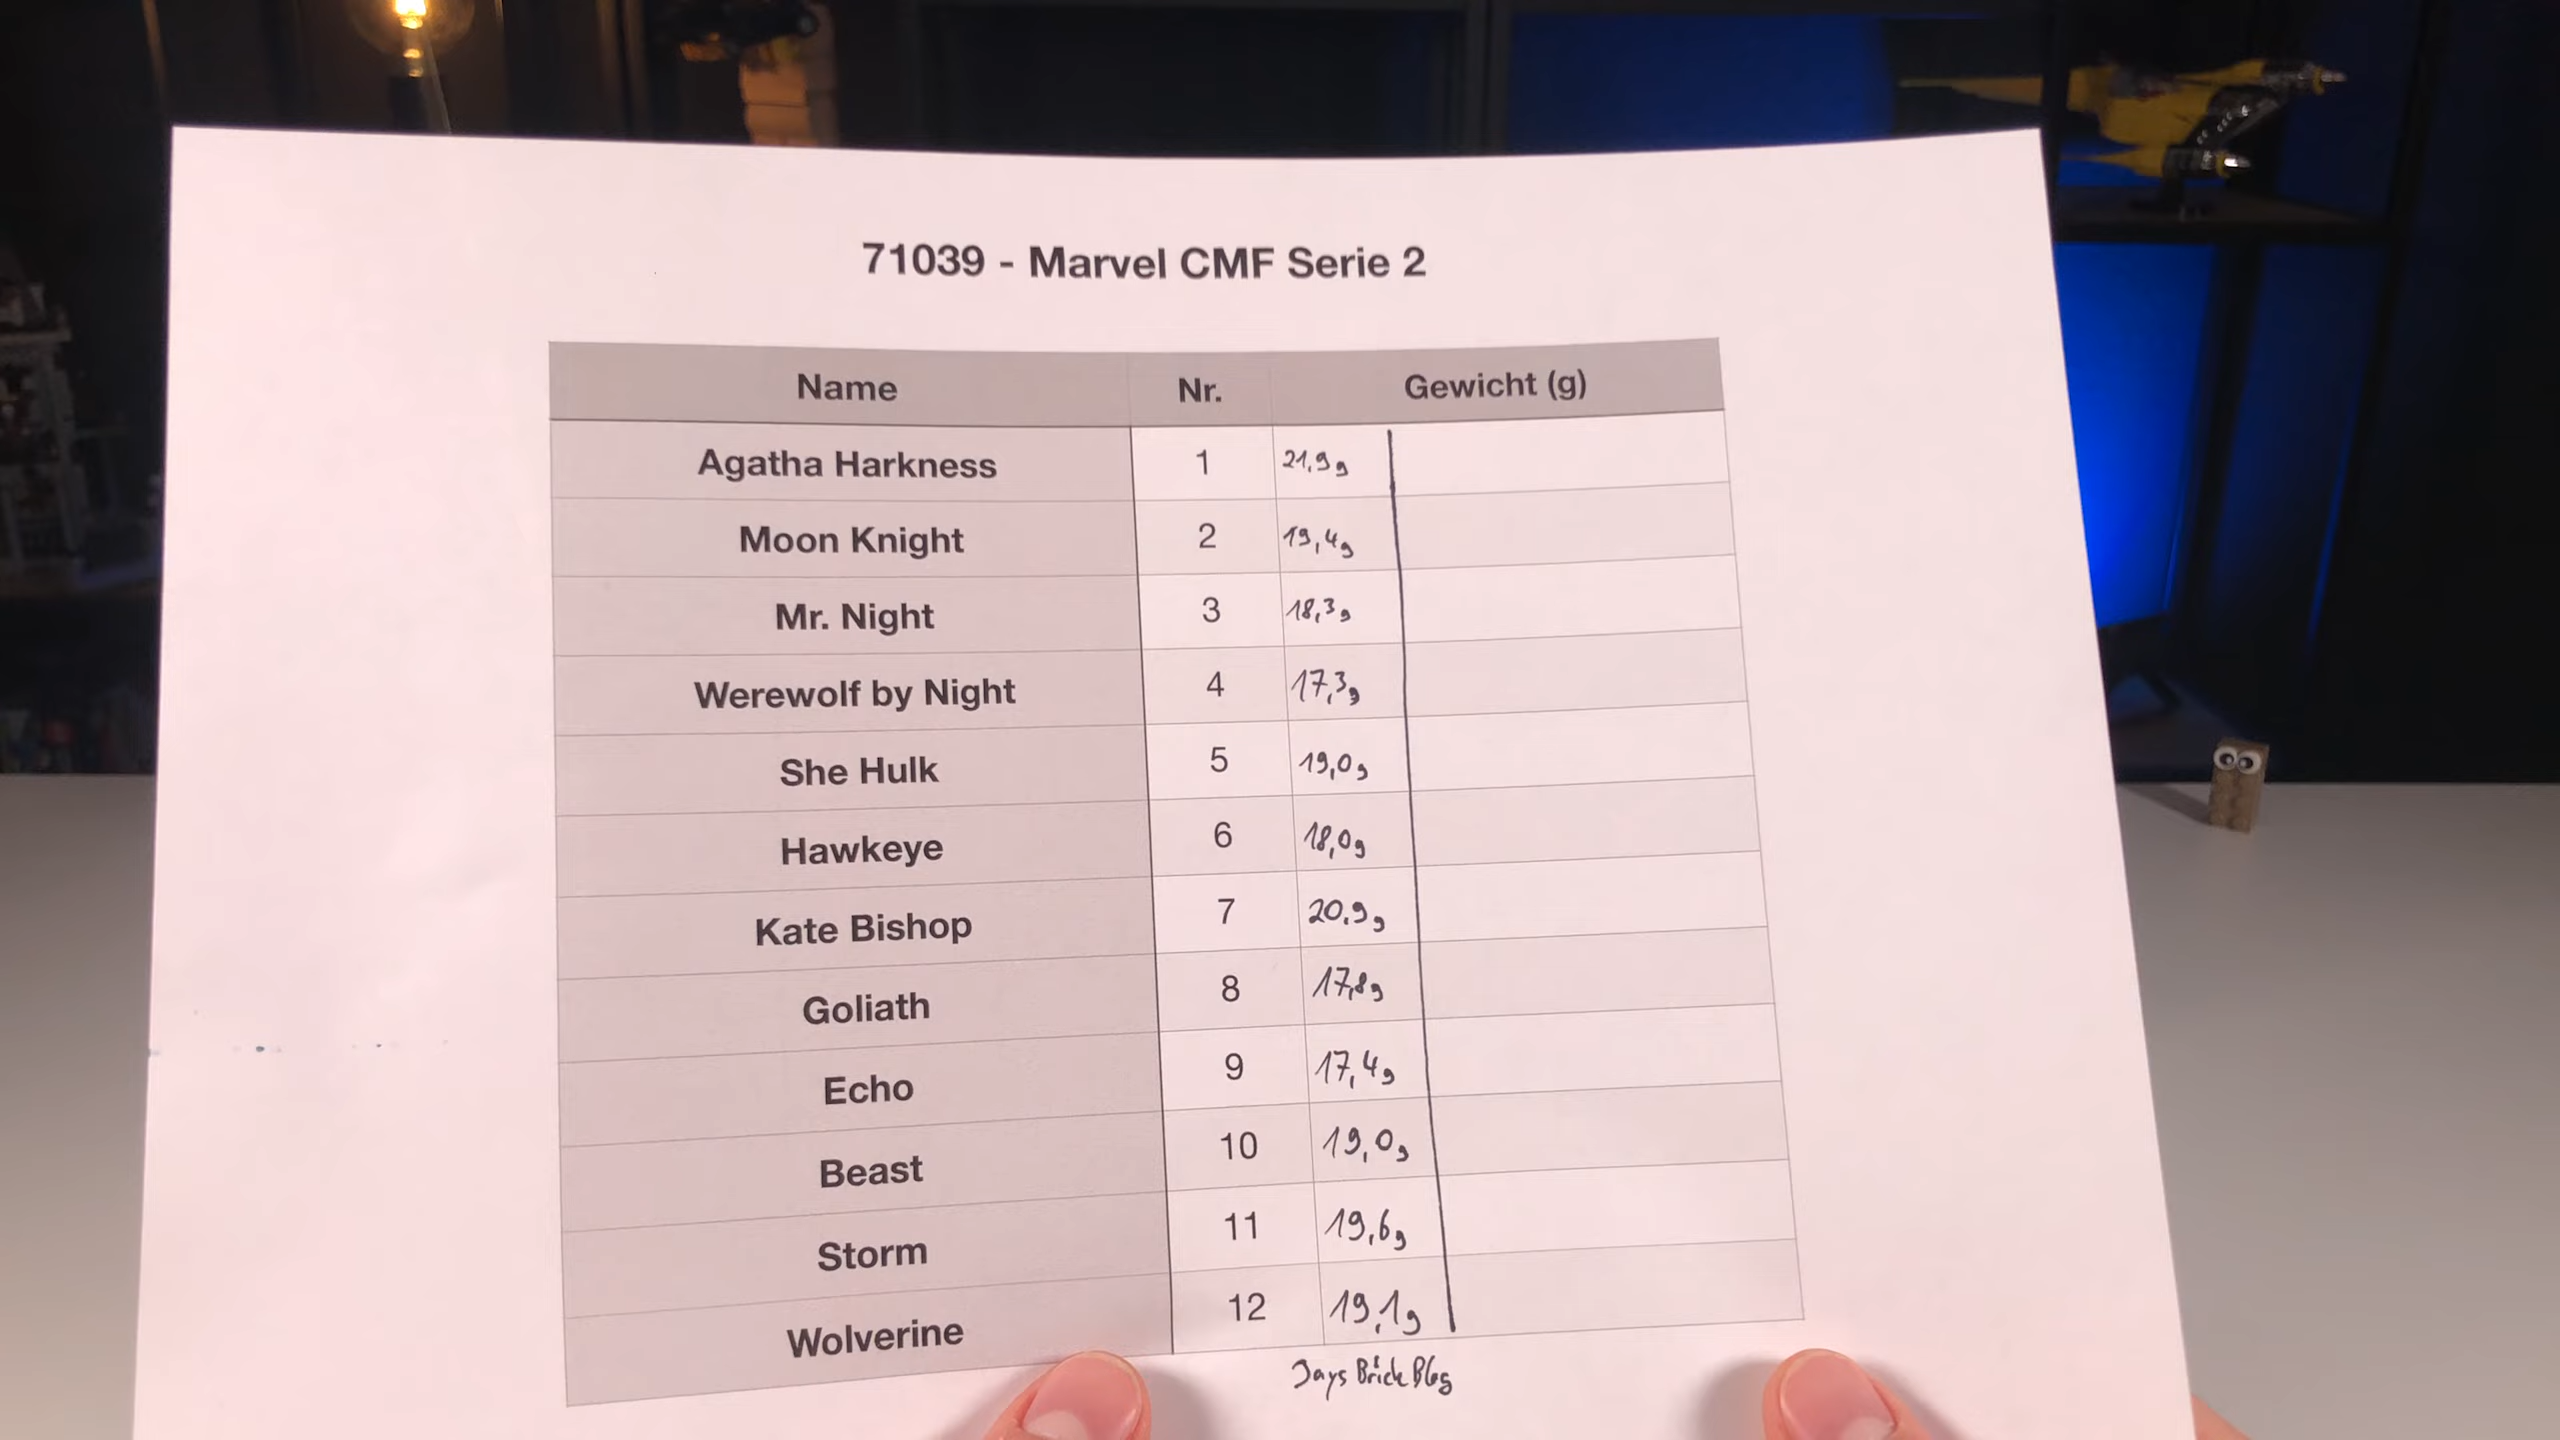 71039 - Marvel CMF Serie 2
Name Nr. Gewicht (g)
Agatha Harkness 1 21,9g
Moon Knight 2 19,4g
Mr. Night 3 18,3g
Werewolf by Night 4 17,3g
She Hulk 5 19,0g
Hawkeye 6 18,0g
Kate Bishop 7 20,9g
Goliath 8 17,8g
Echo 9 17,4g
Beast 10 19,0g
Storm 11 19,6g
Wolverine 12 19,1g
Jays Brick Blog